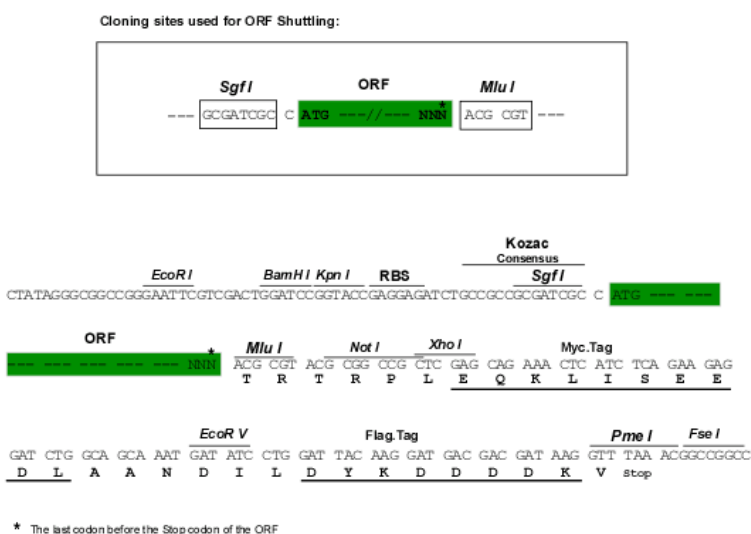 Cloning sites used for ORF Shuttling:
Sgf I ORF Mlu I
--- GCGATCGC C ATG ---//--- NNN* ACG CGT ---
Kozac
Consensus
EcoR I BamH I Kpn I RBS Sgf I
CTATAGGGCGGCCGGGAATTCGTCGACTGGATCCGGTACCGAGGAGATCTGCCGCCGCGATCGC C ATG --- ---
ORF Mlu I Not I Xho I Myc.Tag
--- --- --- --- --- --- NNN* ACG CGT ACG CGG CCG CTC GAG CAG AAA CTC ATC TCA GAA GAG
T R T R P L E Q K L I S E E
EcoR V Flag.Tag Pme I Fse I
GAT CTG GCA GCA AAT GAT ATC CTG GAT TAC AAG GAT GAC GAC GAT AAG GTT TAA ACGGCCGGCC
D L A A N D I L D Y K D D D D K V Stop
* The last codon before the Stop codon of the ORF